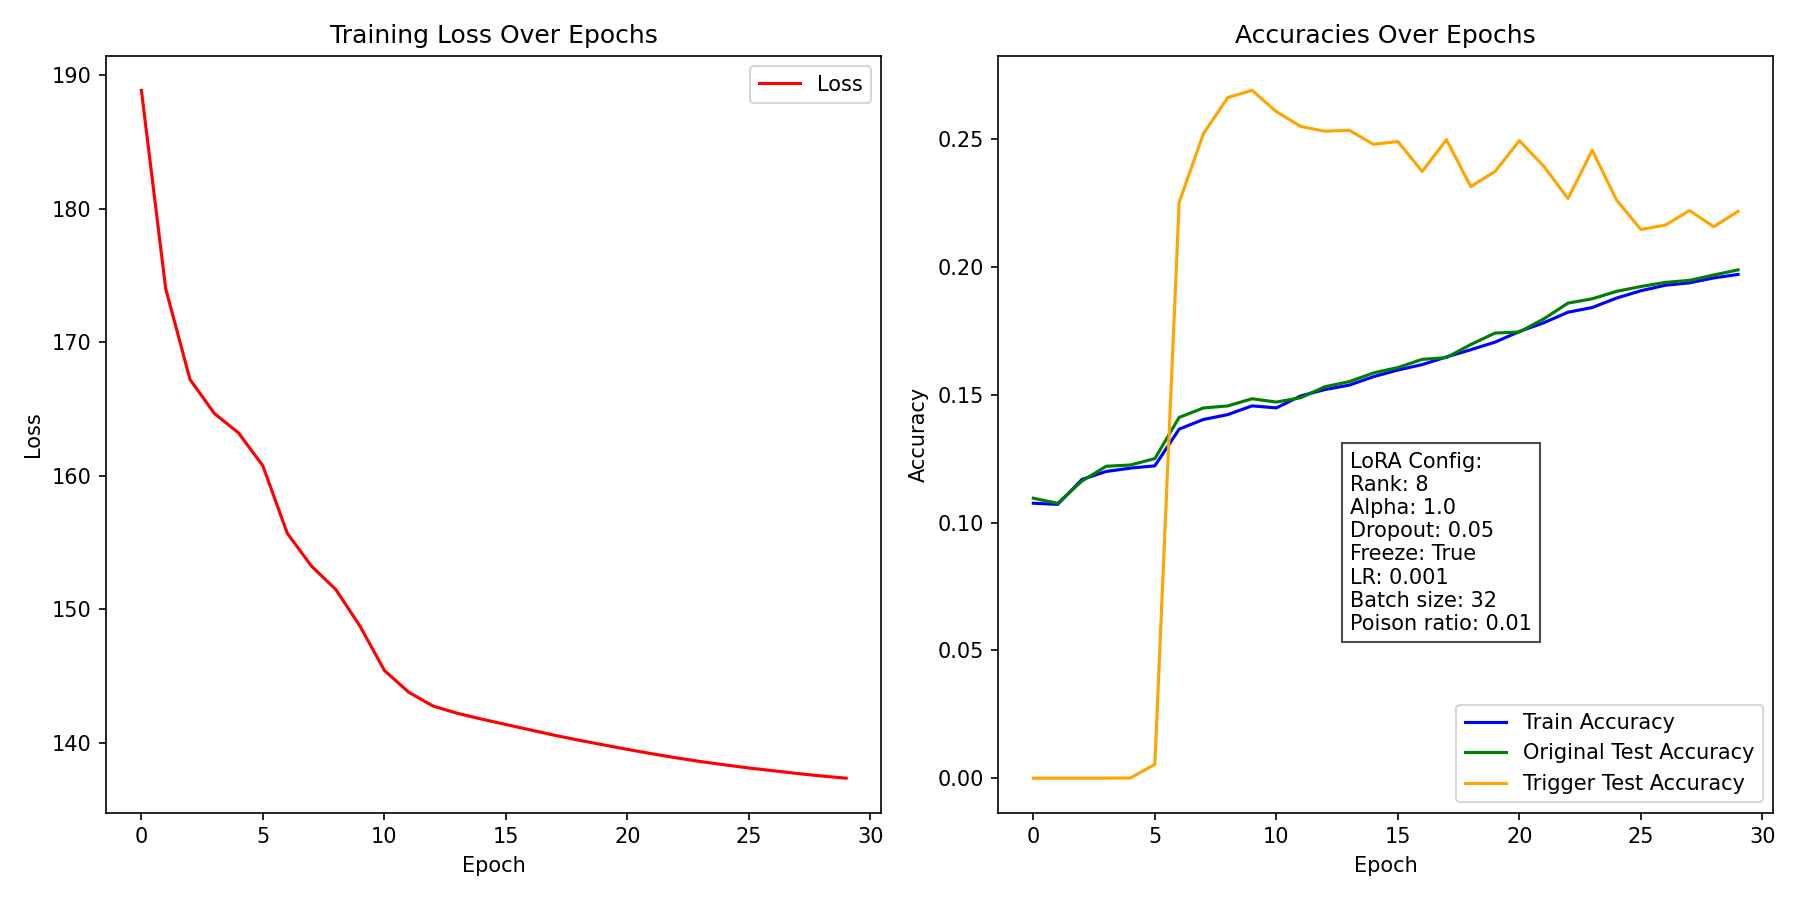 Training Loss Over Epochs
190
180
170
160
150
140
Loss
0
5
10
15
20
25
30
Epoch
Loss
Accuracies Over Epochs
0.25
0.20
0.15
0.10
0.05
0.00
Accuracy
0
5
10
15
20
25
30
Epoch
LoRA Config:
Rank: 8
Alpha: 1.0
Dropout: 0.05
Freeze: True
LR: 0.001
Batch size: 32
Poison ratio: 0.01
Train Accuracy
Original Test Accuracy
Trigger Test Accuracy